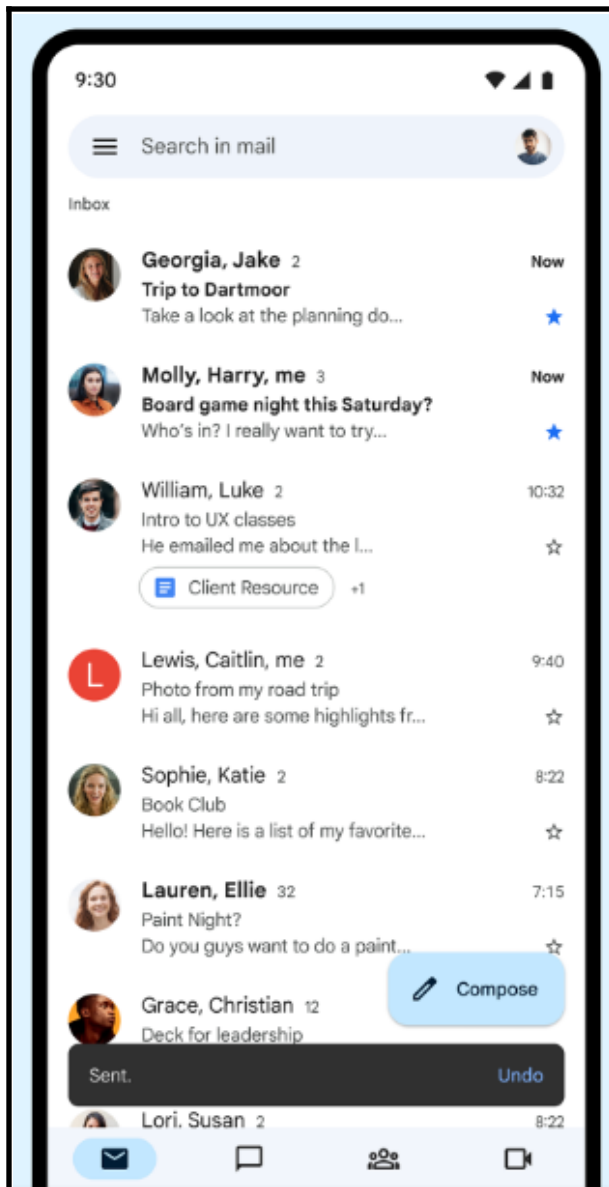 9:30
Search in mail
Inbox
Georgia, Jake 2 Now
Trip to Dartmoor
Take a look at the planning do...
Molly, Harry, me 3 Now
Board game night this Saturday?
Who's in? I really want to try...
William, Luke 2 10:32
Intro to UX classes
He emailed me about the l...
Client Resource +1
L Lewis, Caitlin, me 2 9:40
Photo from my road trip
Hi all, here are some highlights fr...
Sophie, Katie 2 8:22
Book Club
Hello! Here is a list of my favorite...
Lauren, Ellie 32 7:15
Paint Night?
Do you guys want to do a paint...
Compose
Grace, Christian 12
Deck for leadership
Sent. Undo
Lori, Susan 2 8:22